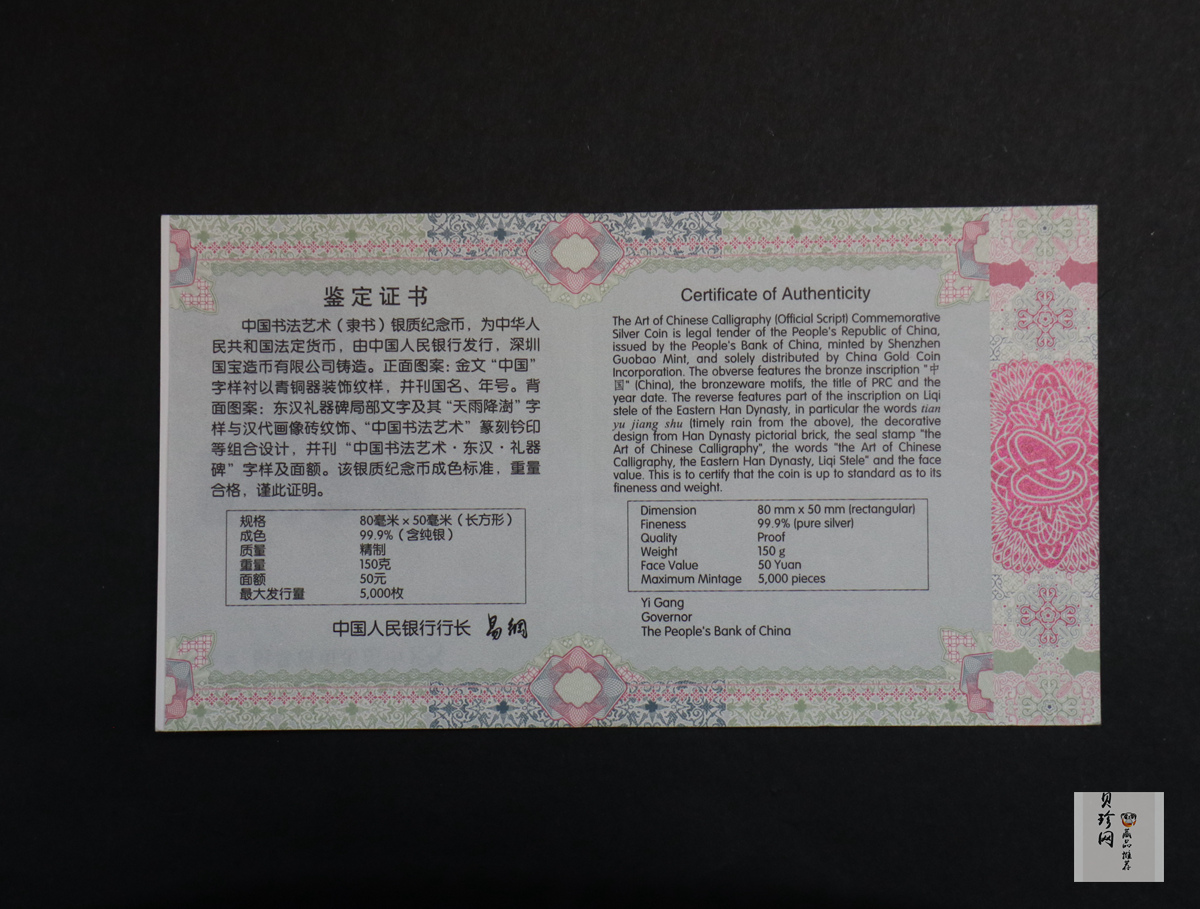 鉴定证书
中国书法艺术（隶书）银质纪念币，为中华人
民共和国法定货币，由中国人民银行发行，深圳
国宝造币有限公司铸造。正面图案：金文“中国”
字样衬以青铜器装饰纹样，并刊国名、年号。背
面图案：东汉礼器碑局部文字及其“天雨降澍”字
样与汉代画像砖纹饰、“中国书法艺术”篆刻钤印
等组合设计，并刊“中国书法艺术·东汉·礼器
碑”字样及面额。该银质纪念币成色标准，重量
合格，谨此证明。
规格 80毫米×50毫米（长方形）
成色 99.9%（含纯银）
质量 精制
重量 150克
面额 50元
最大发行量 5,000枚
中国人民银行行长 易纲
Certificate of Authenticity
The Art of Chinese Calligraphy (Official Script) Commemorative
Silver Coin is legal tender of the People's Republic of China,
issued by the People's Bank of China, minted by Shenzhen
Guobao Mint, and solely distributed by China Gold Coin
Incorporation. The obverse features the bronze inscription "中
国" (China), the bronzeware motifs, the title of PRC and the
year date. The reverse features part of the inscription on Liqi
stele of the Eastern Han Dynasty, in particular the words tian
yu jiang shu (timely rain from the above), the decorative
design from Han Dynasty pictorial brick, the seal stamp "the
Art of Chinese Calligraphy", the words "the Art of Chinese
Calligraphy, the Eastern Han Dynasty, Liqi Stele" and the face
value. This is to certify that the coin is up to standard as to its
fineness and weight.
Dimension 80 mm x 50 mm (rectangular)
Fineness 99.9% (pure silver)
Quality Proof
Weight 150 g
Face Value 50 Yuan
Maximum Mintage 5,000 pieces
Yi Gang
Governor
The People's Bank of China
贝珍网
藏品推荐